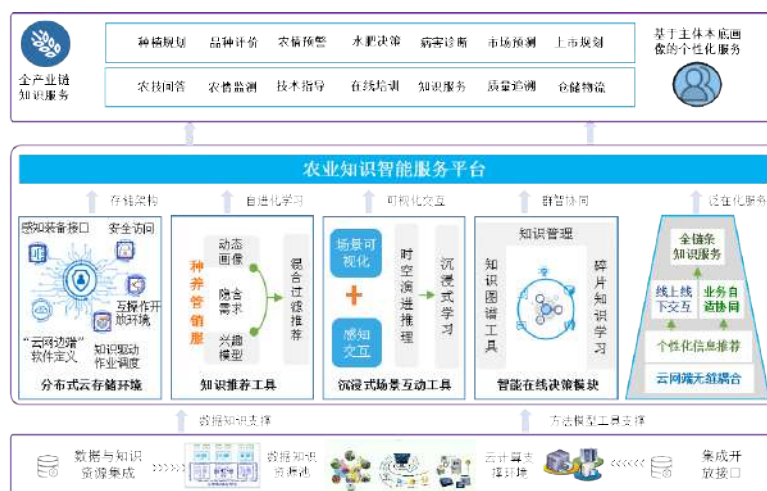 种植规划 品种评价 农情预警 水肥决策 病害诊断 市场预测 上市规划
农技问答 农情监测 技术指导 在线培训 知识服务 质量追溯 仓储物流
全产业链
知识服务
基于主体本底画
像的个性化服务
农业知识智能服务平台
存储架构
自进化学习
可视化交互
群智协同
泛在化服务
感知装备接口
安全访问
互操作开
放环境
“云网边端”
软件定义
知识驱动
作业调度
分布式云存储环境
种养管销服
动态
画像
隐含
需求
兴趣
模型
混合过滤推荐
知识推荐工具
场景可
视化
感知
交互
时空演进推理
沉浸式学习
沉浸式场景互动工具
知识管理
知识图谱工具
碎片知识学习
智能在线决策模块
全链条
知识服务
线上线
下交互
业务自
适协同
个性化信息推荐
云网端无缝耦合
数据知识支撑
方法模型工具支撑
数据与知识
资源集成
数据知识
资源池
云计算支
撑环境
集成开
放接口